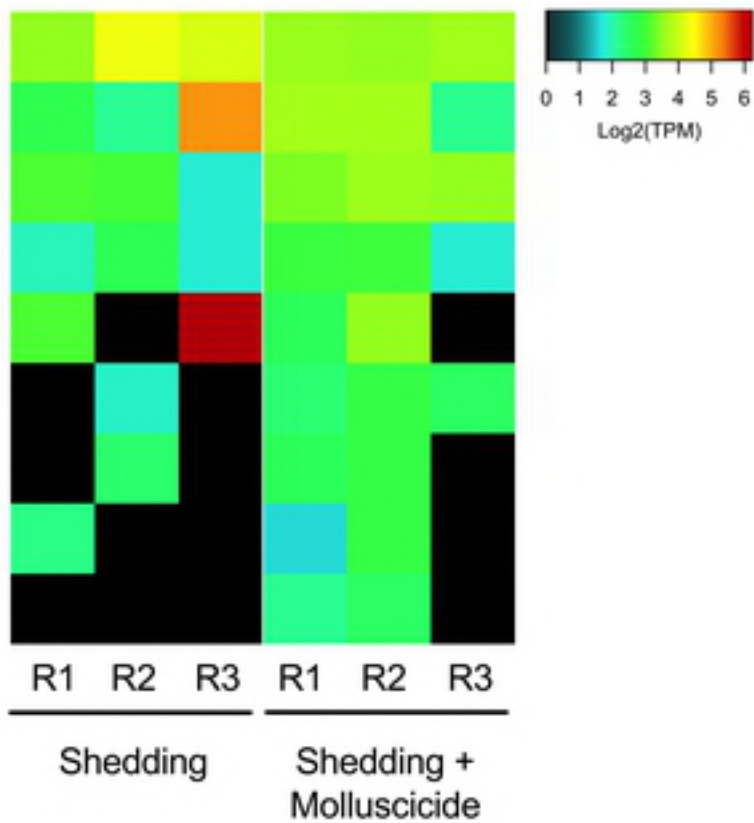 0 1 2 3 4 5 6
Log2(TPM)
R1 R2 R3 R1 R2 R3
Shedding
Shedding +
Molluscicide